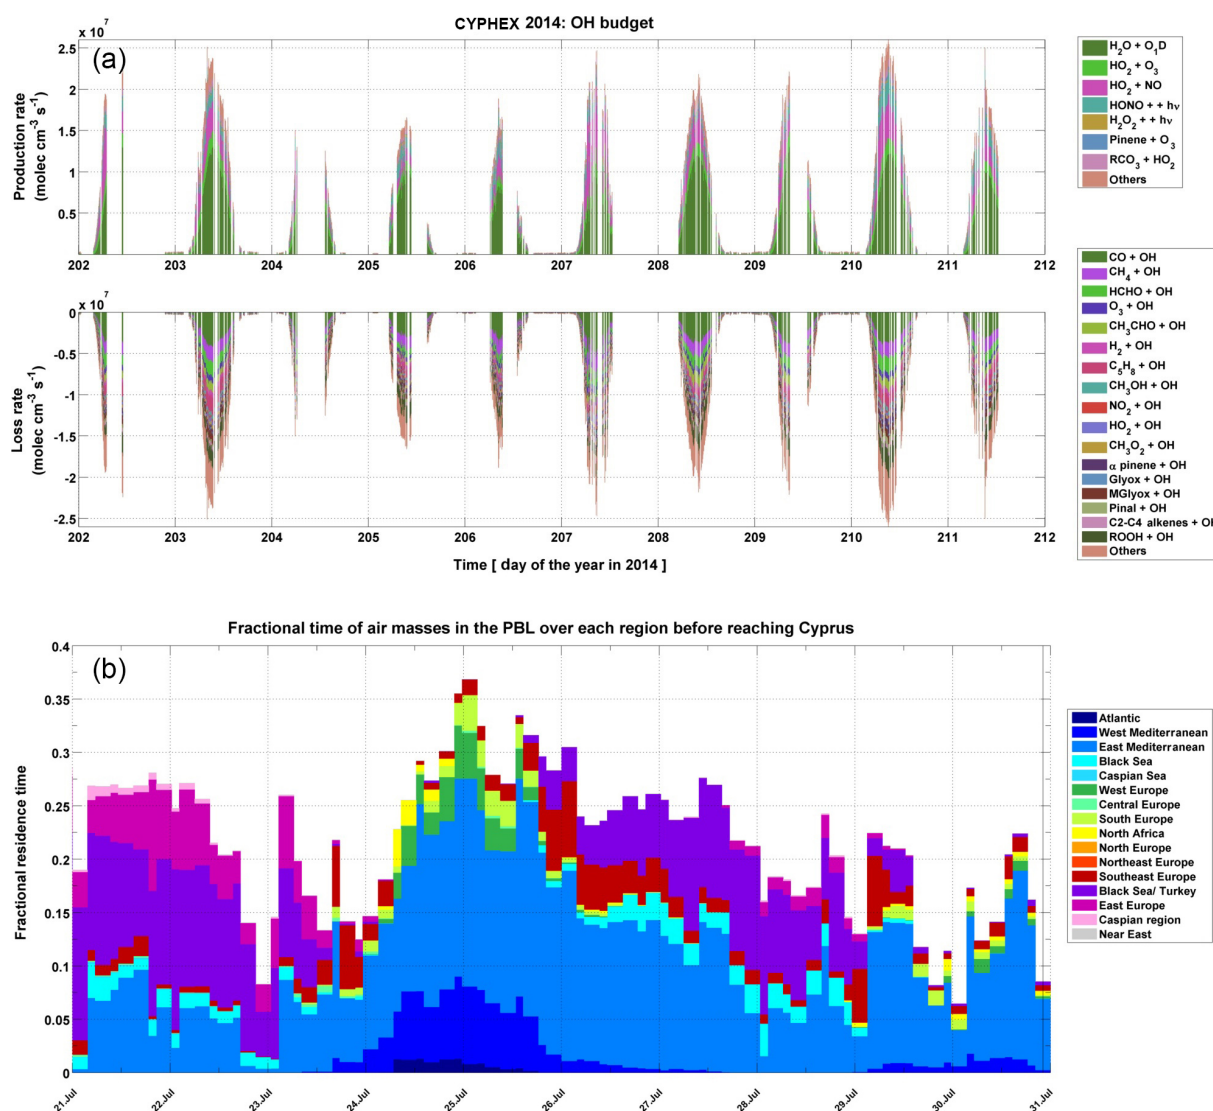 CYPHEX 2014: OH budget
x 10^7
(a)
Production rate
(molec cm^-3 s^-1)
2.5
2
1.5
1
0.5
202 203 204 205 206 207 208 209 210 211 212
H₂O + O₁D
HO₂ + O₃
HO₂ + NO
HONO + + hν
H₂O₂ + + hν
Pinene + O₃
RCO₃ + HO₂
Others
x 10^7
Loss rate
(molec cm^-3 s^-1)
0
-0.5
-1
-1.5
-2
-2.5
202 203 204 205 206 207 208 209 210 211 212
Time [ day of the year in 2014 ]
CO + OH
CH₄ + OH
HCHO + OH
O₃ + OH
CH₃CHO + OH
H₂ + OH
C₅H₈ + OH
CH₃OH + OH
NO₂ + OH
HO₂ + OH
CH₃O₂ + OH
α pinene + OH
Glyox + OH
MGlyox + OH
Pinal + OH
C2-C4 alkenes + OH
ROOH + OH
Others
Fractional time of air masses in the PBL over each region before reaching Cyprus
(b)
Fractional residence time
0.4
0.35
0.3
0.25
0.2
0.15
0.1
0.05
0
21.Jul 22.Jul 23.Jul 24.Jul 25.Jul 26.Jul 27.Jul 28.Jul 29.Jul 30.Jul 31.Jul
Atlantic
West Mediterranean
East Mediterranean
Black Sea
Caspian Sea
West Europe
Central Europe
South Europe
North Africa
North Europe
Northeast Europe
Southeast Europe
Black Sea/ Turkey
East Europe
Caspian region
Near East